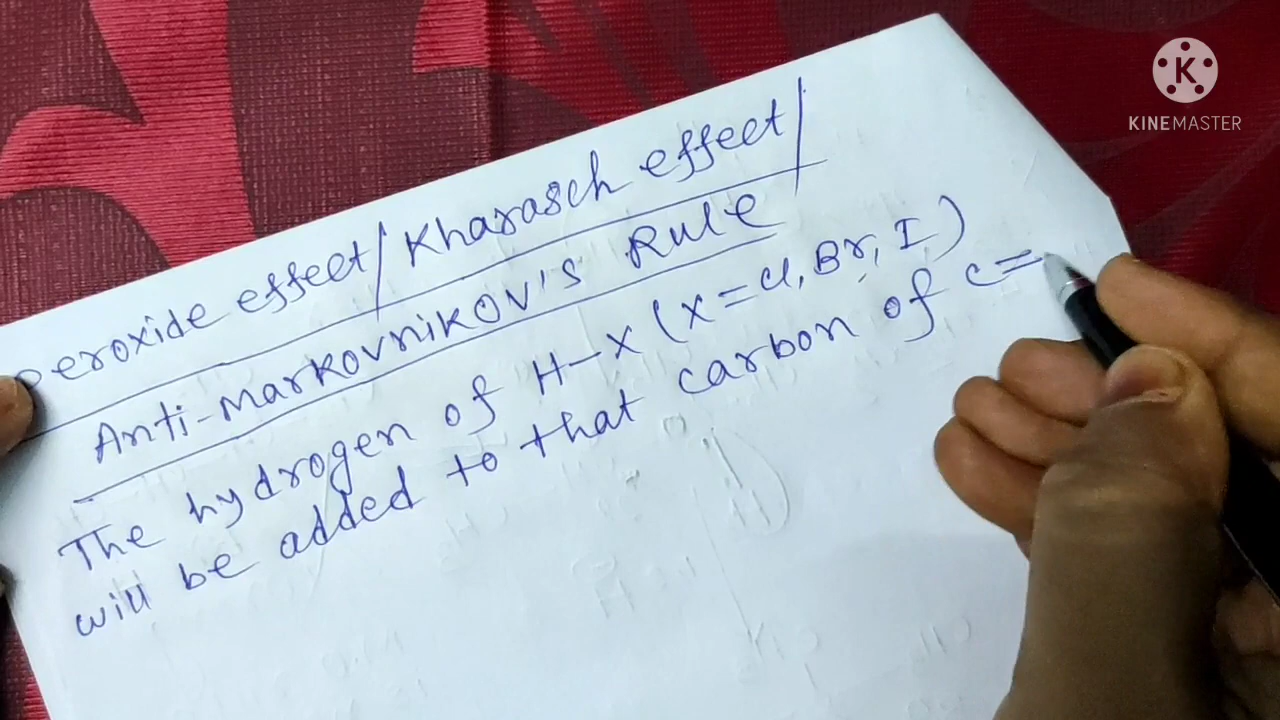 Peroxide effect/Kharasch effect/
Anti-Markovnikov's Rule
The hydrogen of H-X (X=Cl, Br, I)
will be added to that carbon of C=
K
KINEMASTER